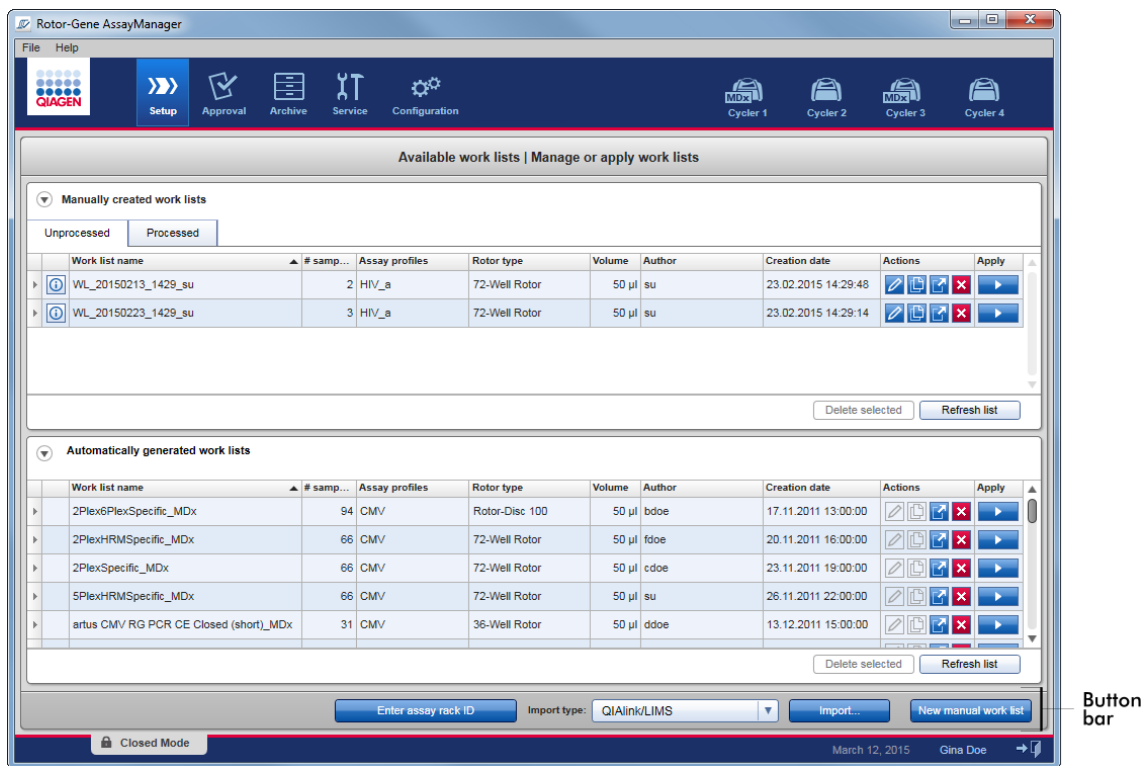 Rotor-Gene AssayManager
File Help
QIAGEN
Setup Approval Archive Service Configuration MDx Cycler 1 Cycler 2 MDx Cycler 3 Cycler 4
Available work lists | Manage or apply work lists
Manually created work lists
Unprocessed Processed
Work list name # samp... Assay profiles Rotor type Volume Author Creation date Actions Apply
WL_20150213_1429_su 2 HIV_a 72-Well Rotor 50 µl su 23.02.2015 14:29:48
WL_20150223_1429_su 3 HIV_a 72-Well Rotor 50 µl su 23.02.2015 14:29:14
Delete selected Refresh list
Automatically generated work lists
Work list name # samp... Assay profiles Rotor type Volume Author Creation date Actions Apply
2Plex6PlexSpecific_MDx 94 CMV Rotor-Disc 100 50 µl bdoe 17.11.2011 13:00:00
2PlexHRMSpecific_MDx 66 CMV 72-Well Rotor 50 µl fdoe 20.11.2011 16:00:00
2PlexSpecific_MDx 66 CMV 72-Well Rotor 50 µl cdoe 23.11.2011 19:00:00
5PlexHRMSpecific_MDx 66 CMV 72-Well Rotor 50 µl su 26.11.2011 22:00:00
artus CMV RG PCR CE Closed (short)_MDx 31 CMV 36-Well Rotor 50 µl ddoe 13.12.2011 15:00:00
Delete selected Refresh list
Enter assay rack ID Import type: QIAlink/LIMS Import... New manual work list
Button bar
Closed Mode March 12, 2015 Gina Doe